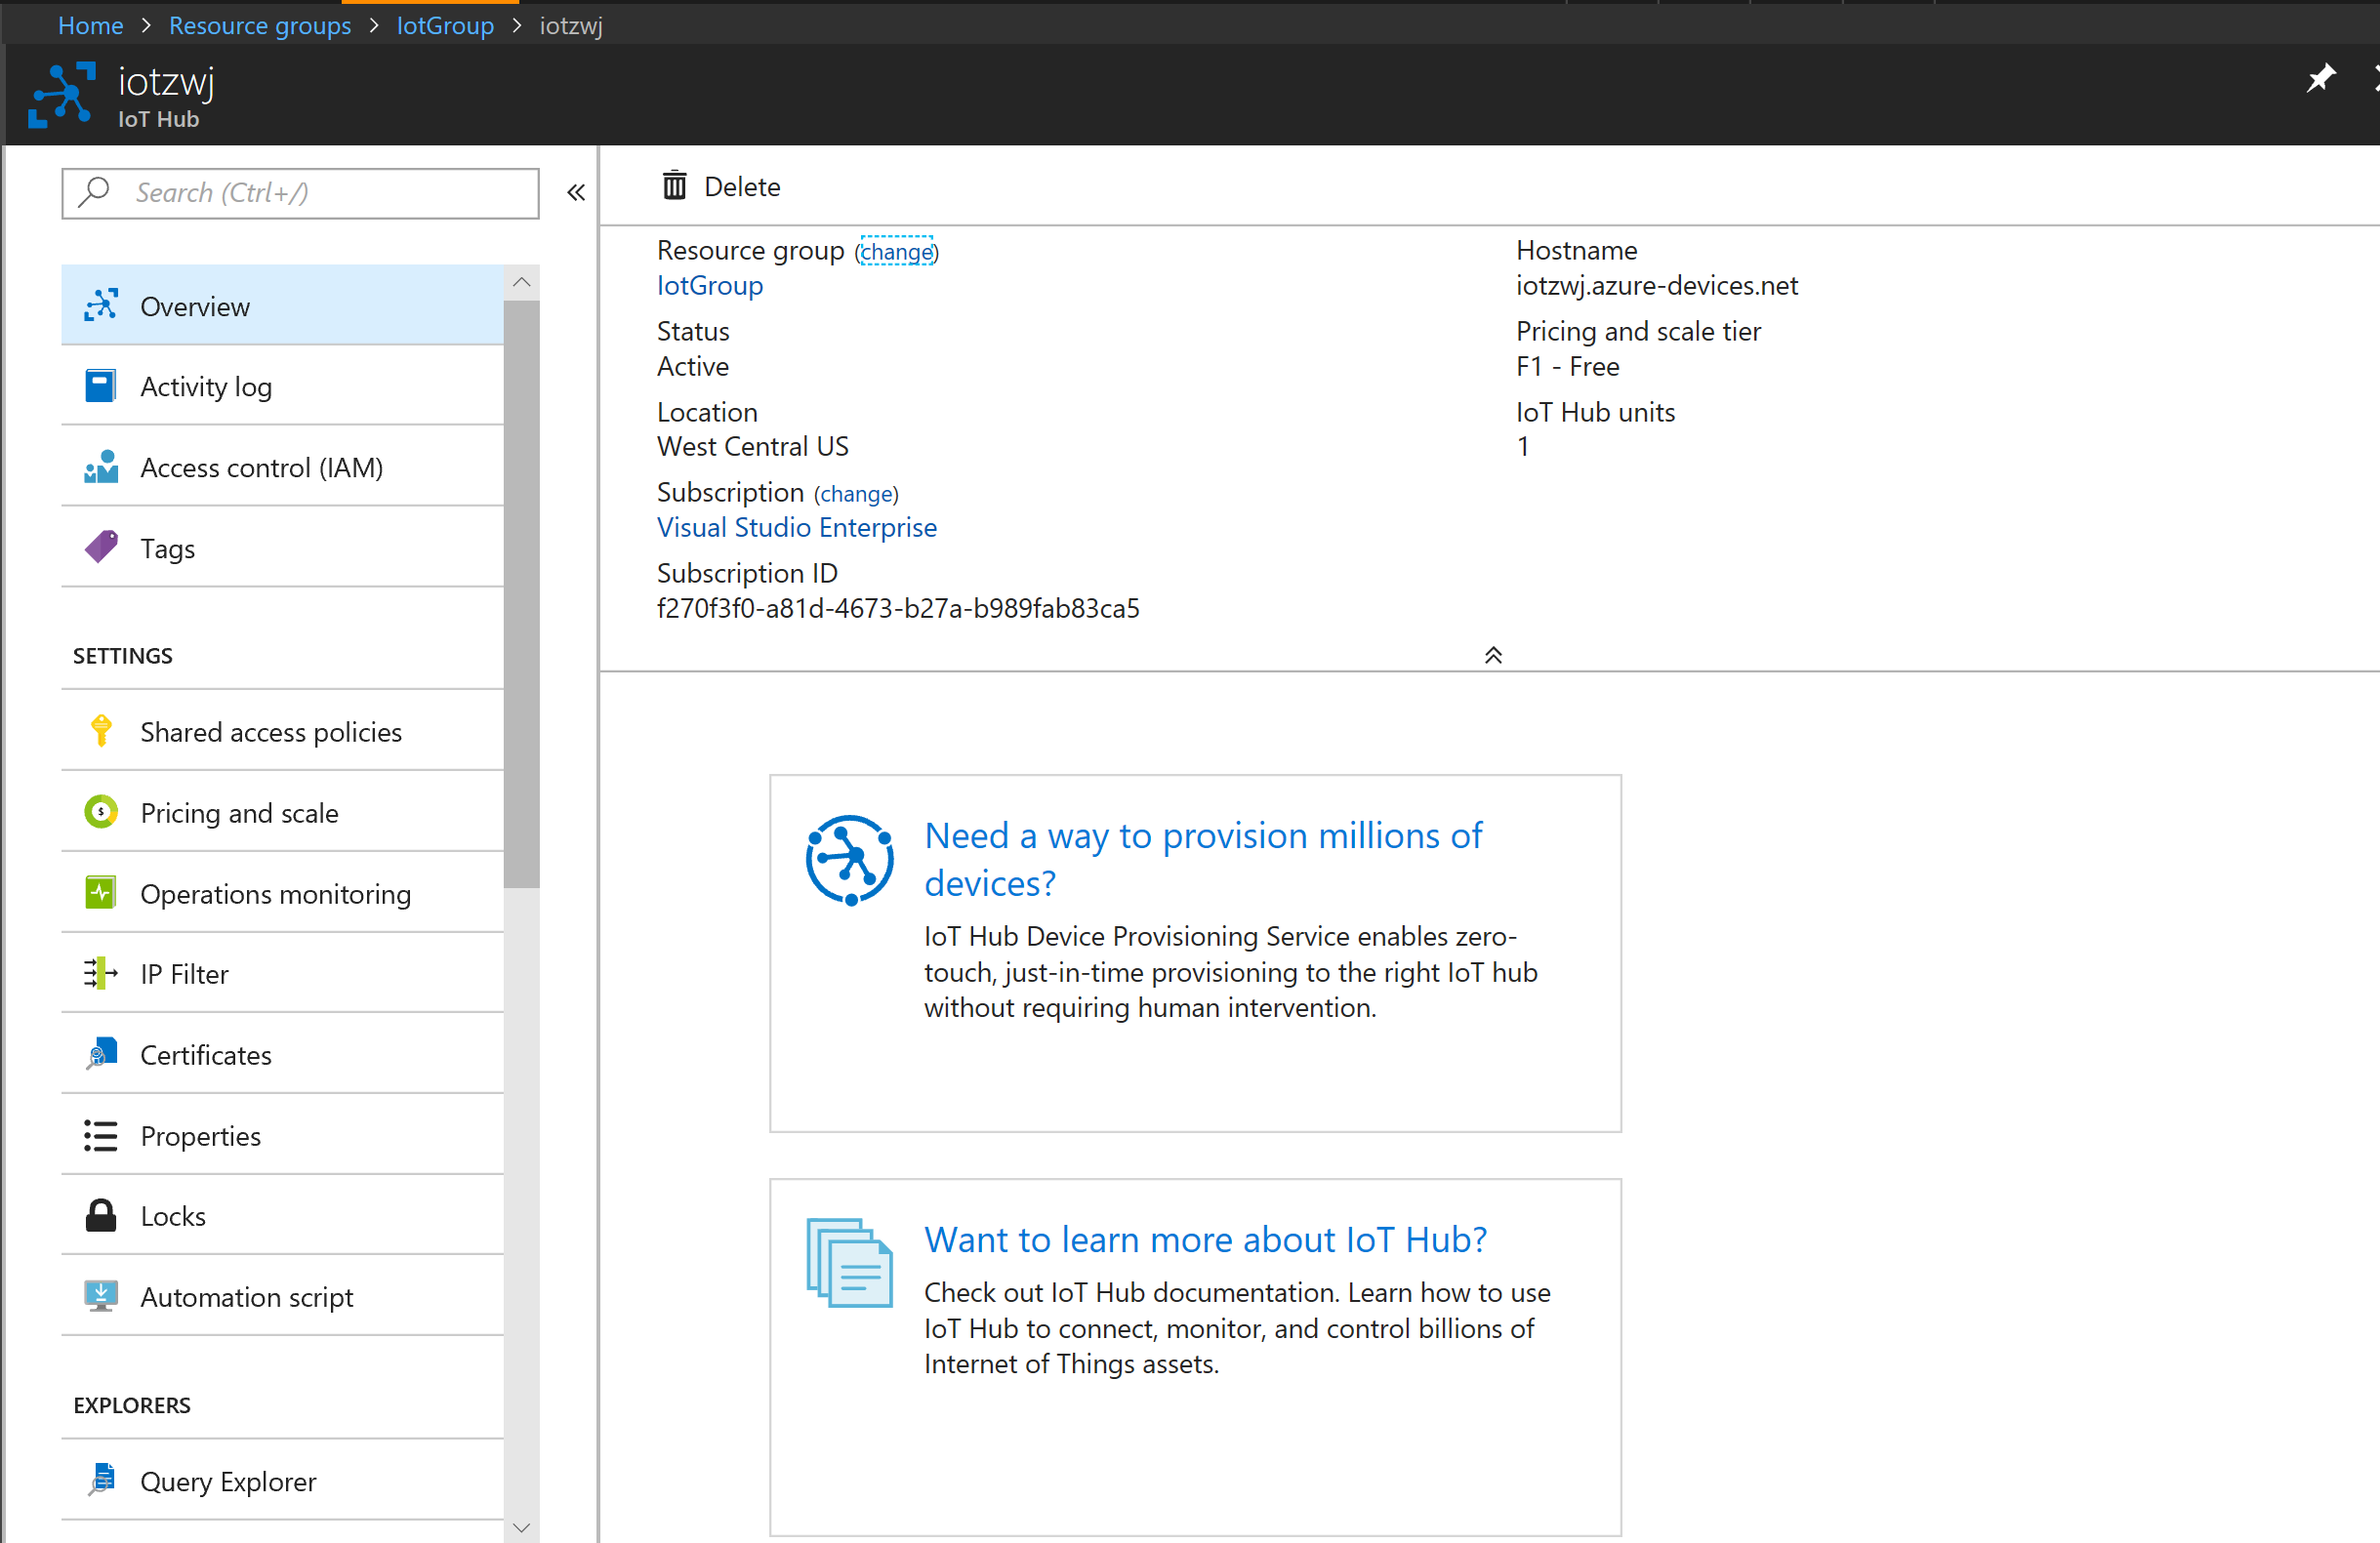 Home > Resource groups > IotGroup > iotzwj
iotzwj
IoT Hub
Search (Ctrl+/)
Overview
Activity log
Access control (IAM)
Tags
SETTINGS
Shared access policies
Pricing and scale
Operations monitoring
IP Filter
Certificates
Properties
Locks
Automation script
EXPLORERS
Query Explorer
Delete
Resource group (change)
IotGroup
Status
Active
Location
West Central US
Subscription (change)
Visual Studio Enterprise
Subscription ID
f270f3f0-a81d-4673-b27a-b989fab83ca5
Hostname
iotzwj.azure-devices.net
Pricing and scale tier
F1 - Free
IoT Hub units
1
Need a way to provision millions of
devices?
IoT Hub Device Provisioning Service enables zero-
touch, just-in-time provisioning to the right IoT hub
without requiring human intervention.
Want to learn more about IoT Hub?
Check out IoT Hub documentation. Learn how to use
IoT Hub to connect, monitor, and control billions of
Internet of Things assets.